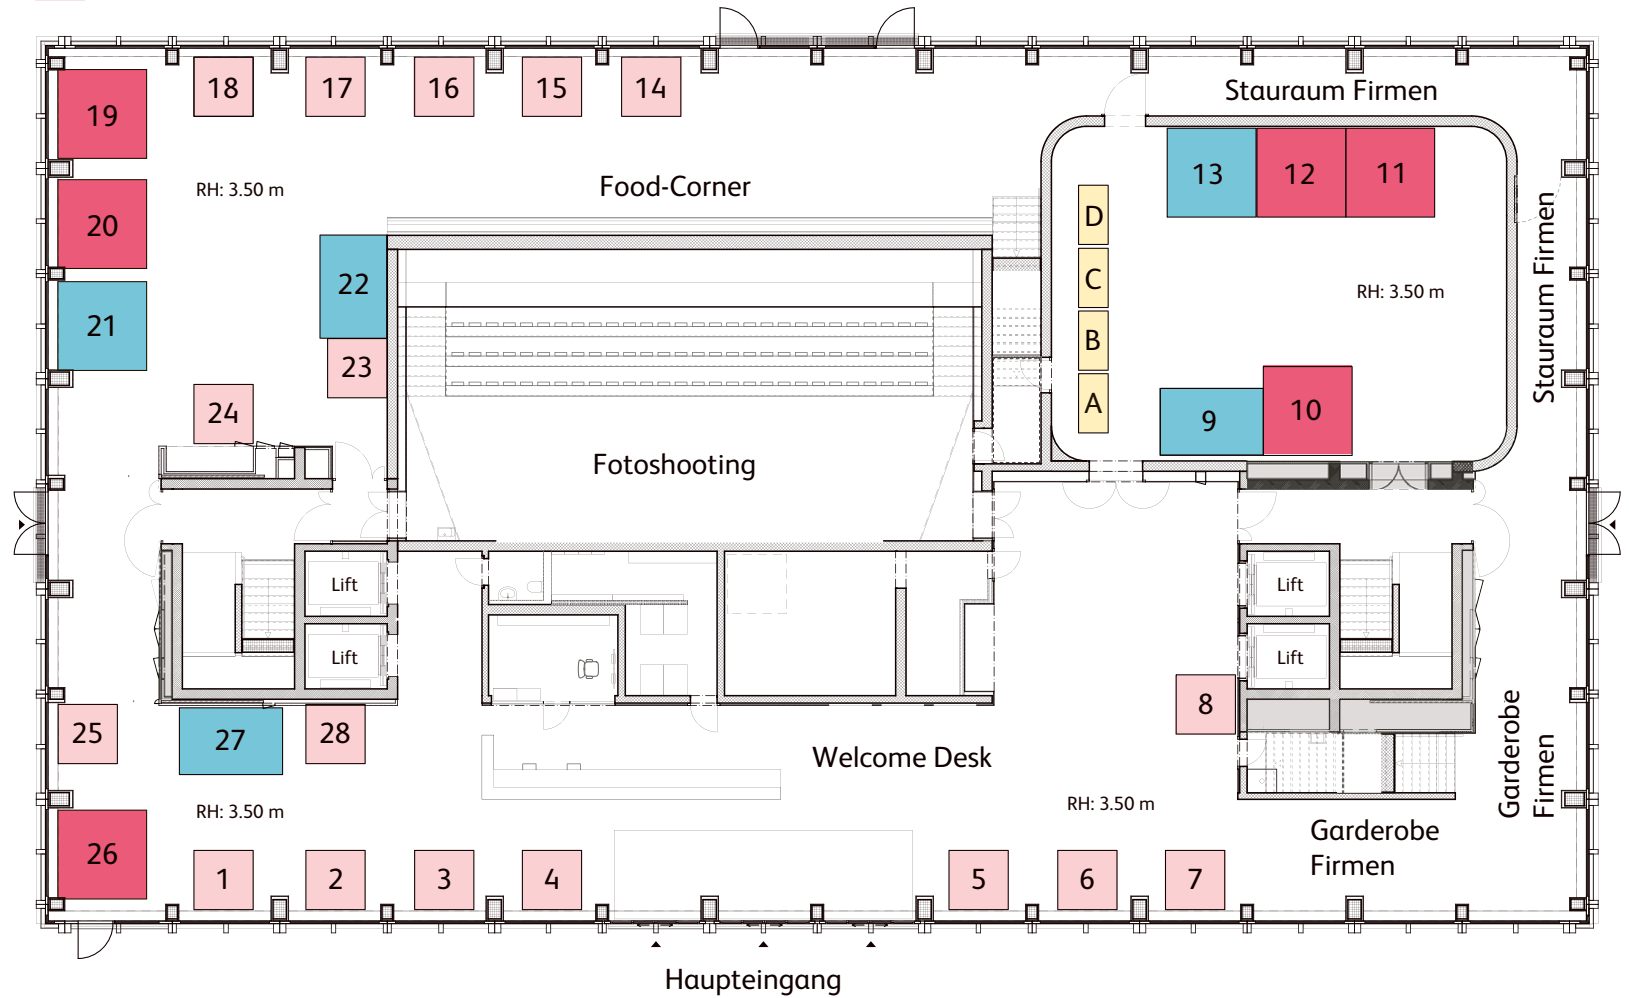 18
17
16
15
14
Stauraum Firmen
19
13
12
11
RH: 3.50 m
Food-Corner
20
D
Stauraum Firmen
22
C
RH: 3.50 m
21
B
23
A
24
9
10
Fotoshooting
Lift
Lift
Lift
Lift
8
25
27
28
Welcome Desk
Garderobe
Firmen
RH: 3.50 m
RH: 3.50 m
Garderobe
Firmen
26
1
2
3
4
5
6
7
Haupteingang